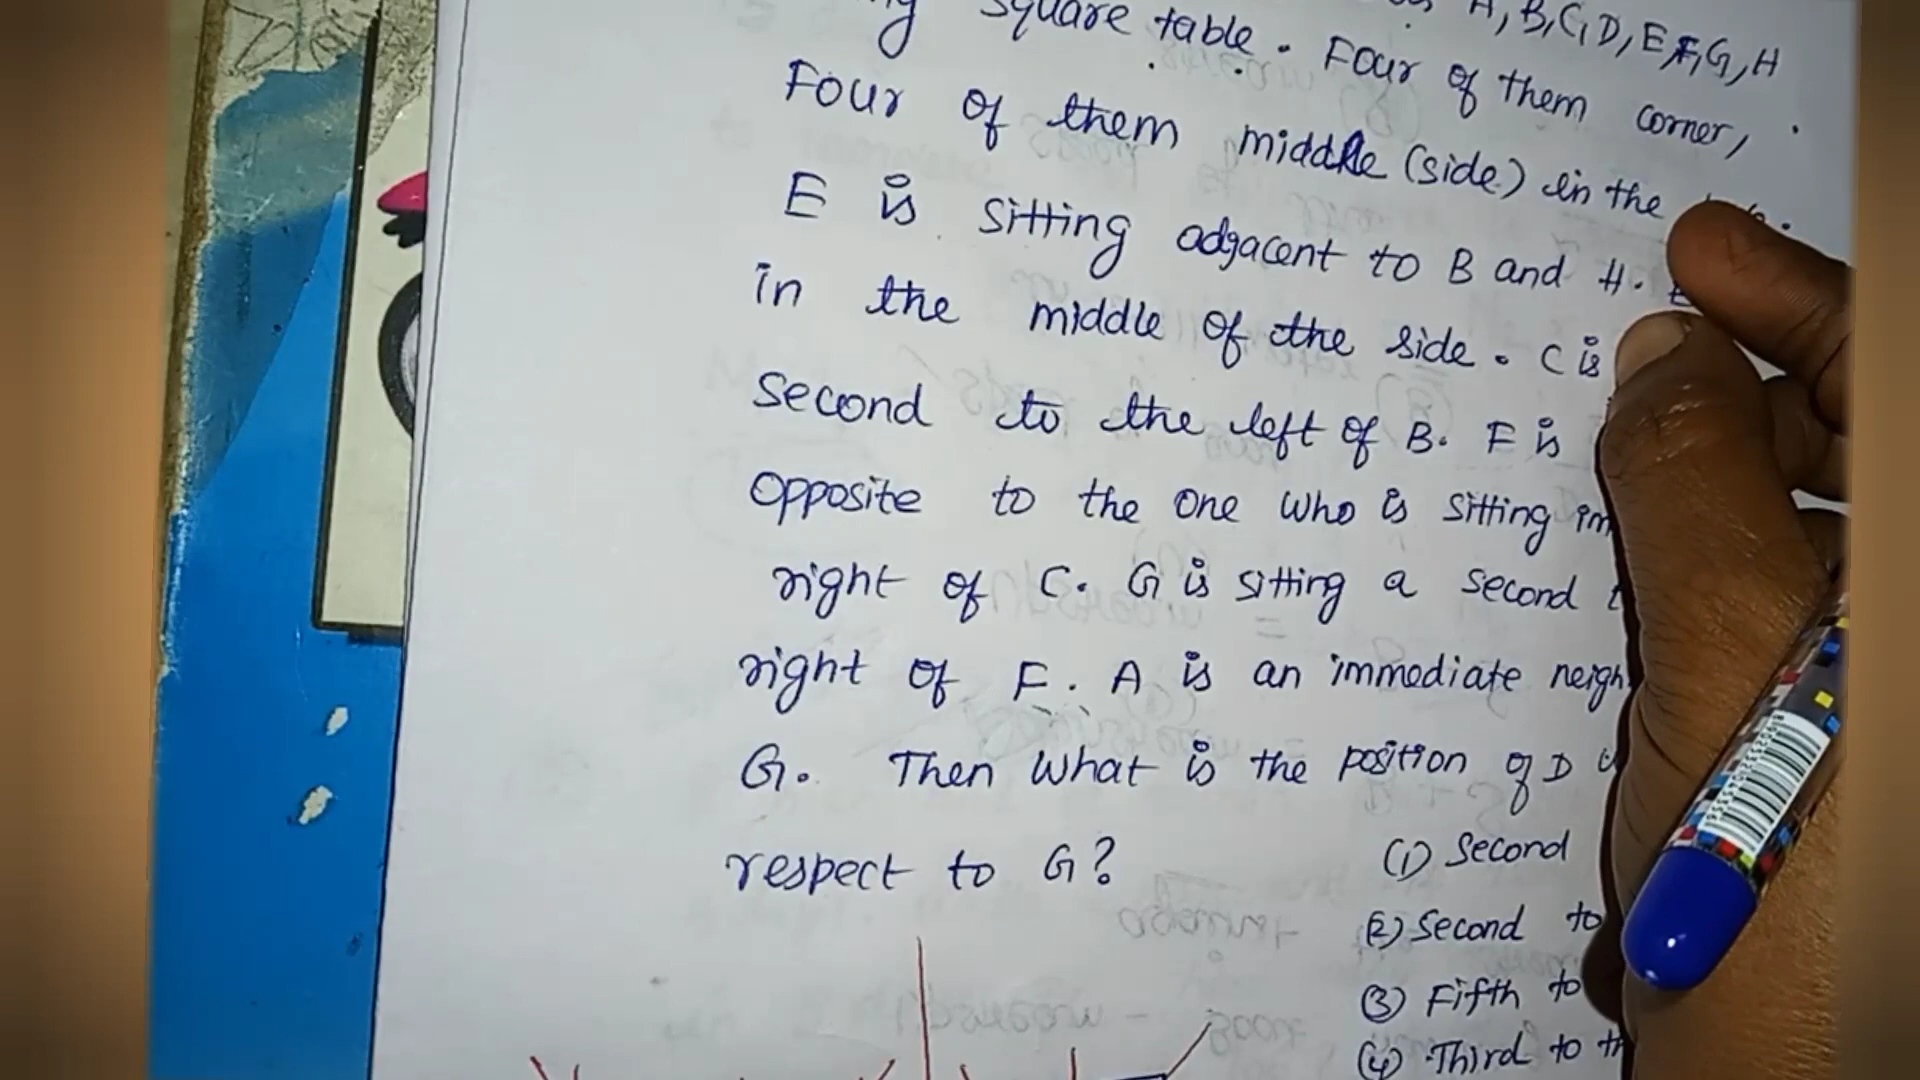 Square table. Four of them corner,
A, B, C, D, E, F, G, H
Four of them middle (side) in the
E is sitting adjacent to B and H.
in the middle of the side. C is
second to the left of B. F is
opposite to the one who is sitting
right of C. G is sitting a second
right of F. A is an immediate
G. Then what is the position of D
respect to G?
(1) Second
(2) Second to
(3) Fifth to
(4) Third to